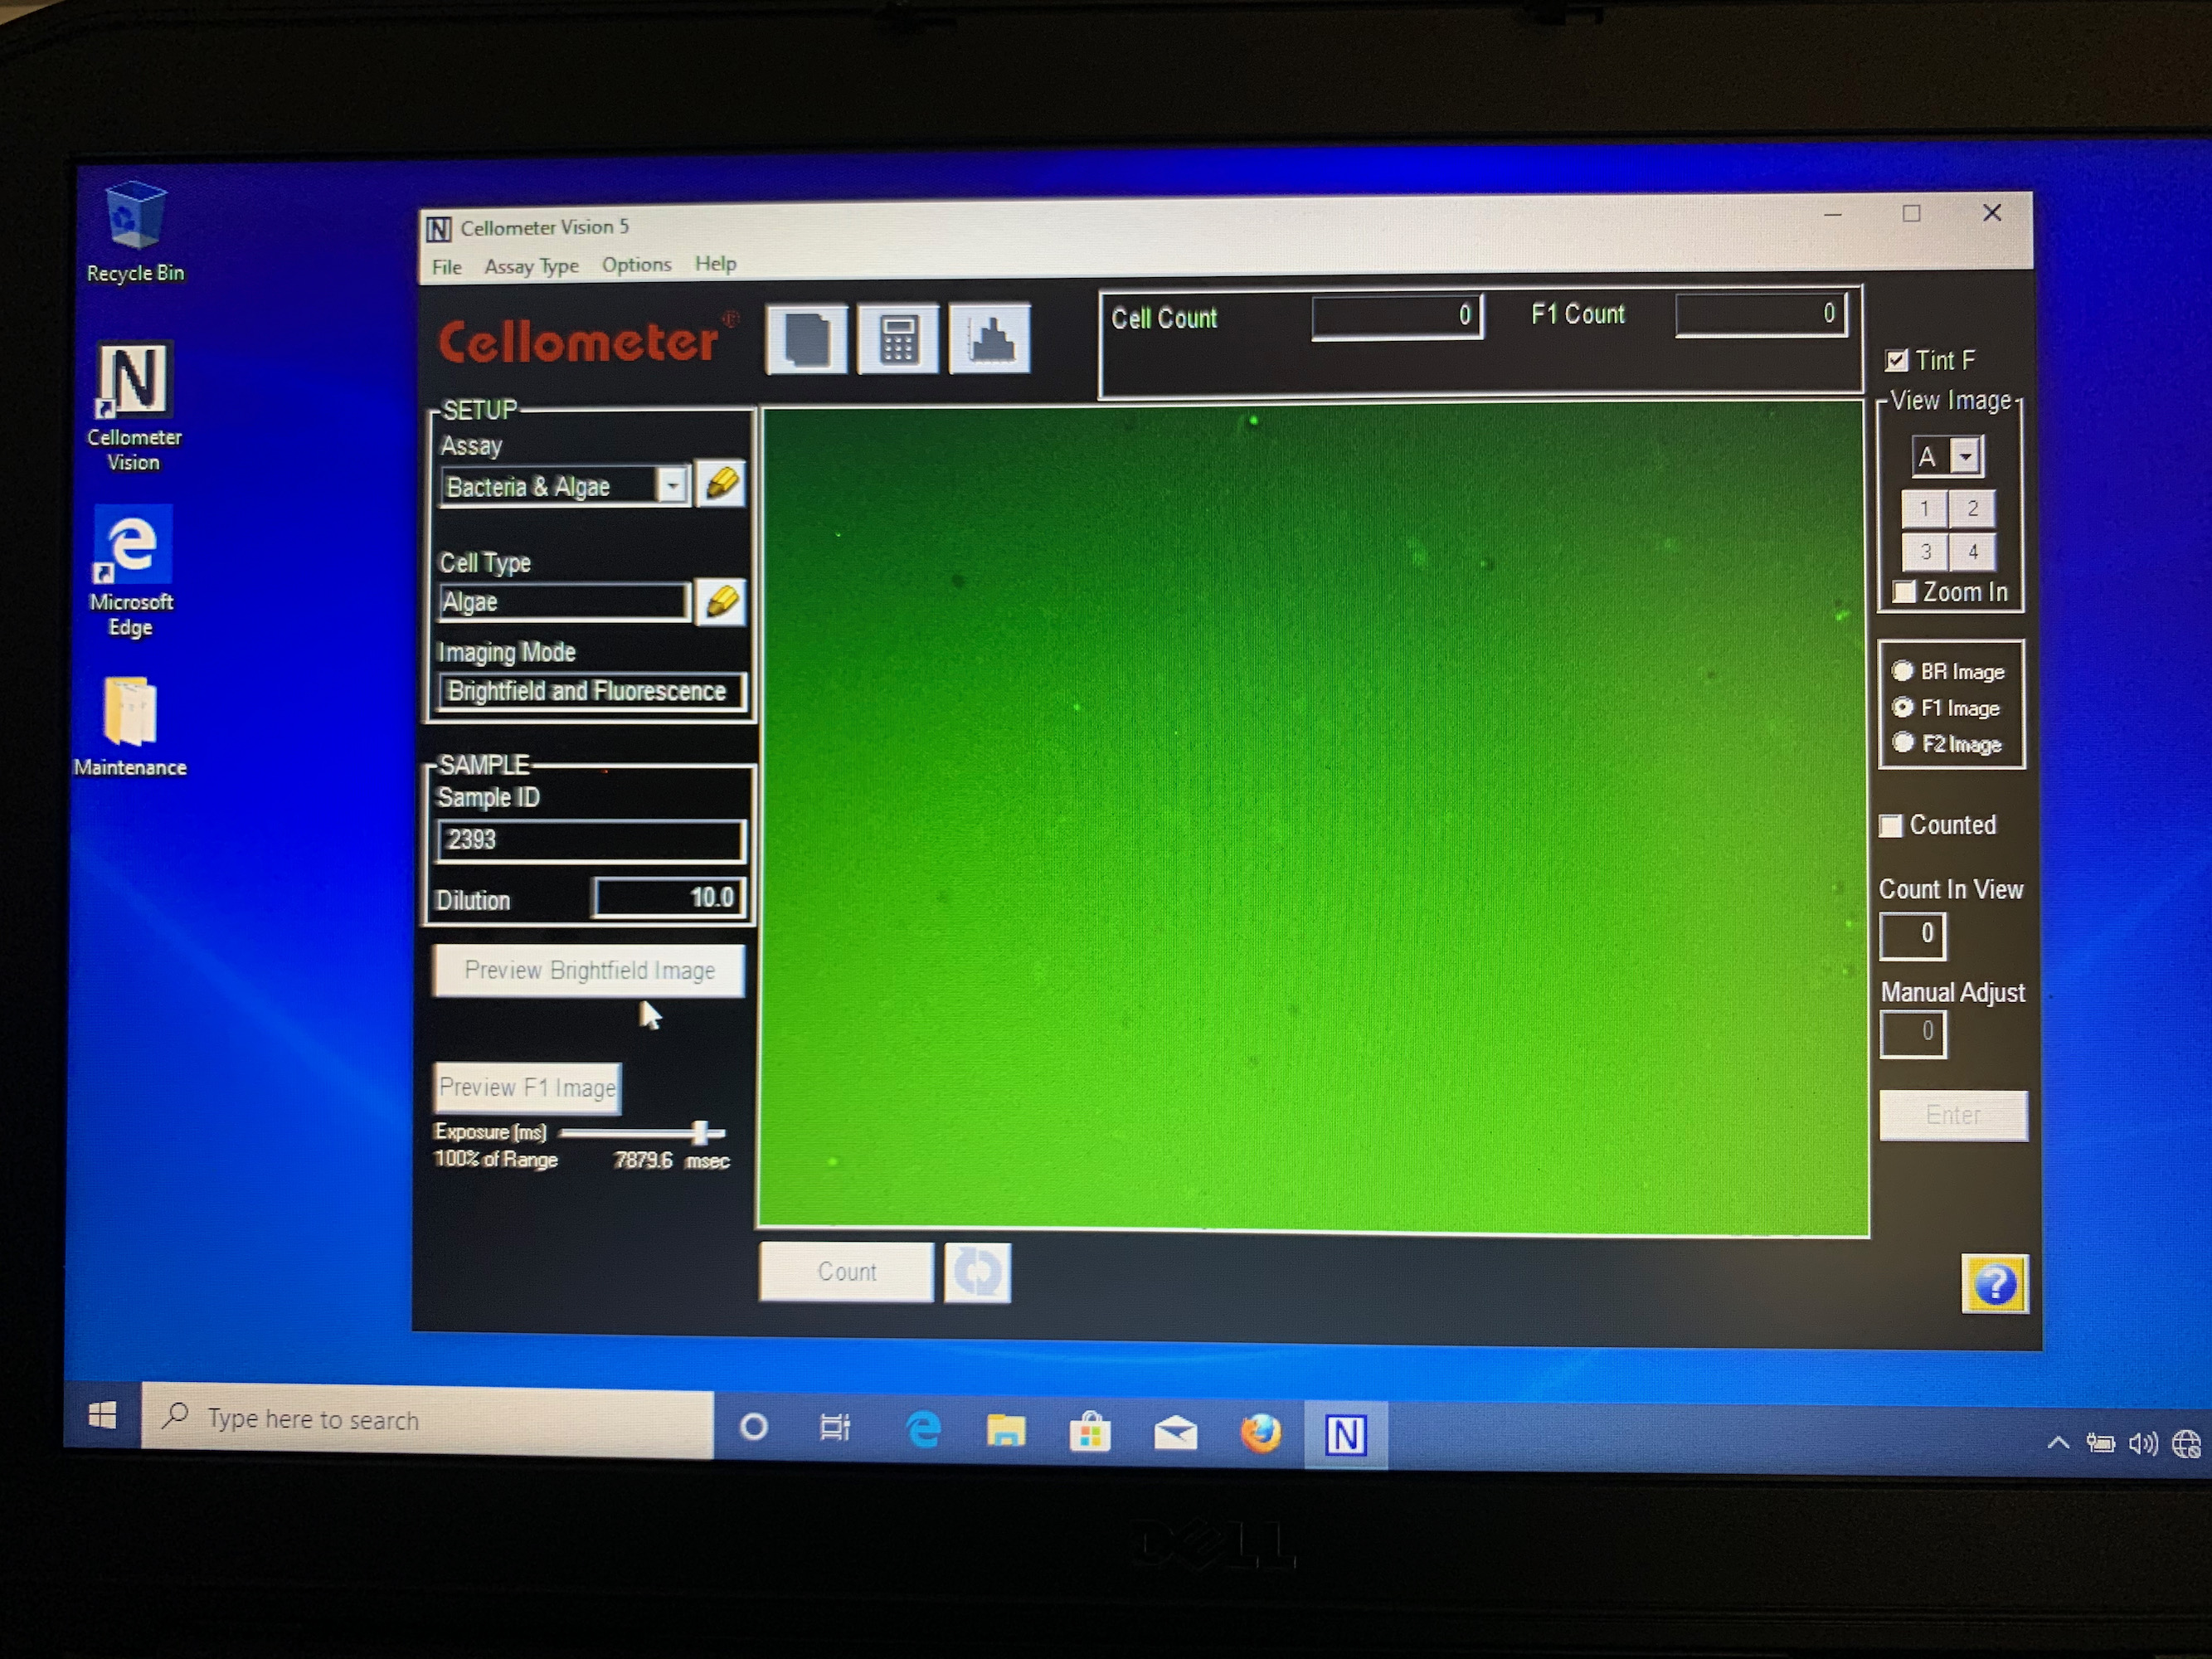 Recycle Bin
Cellometer
Vision
Microsoft
Edge
Maintenance
N Cellometer Vision 5
File Assay Type Options Help
Cellometer®
Cell Count 0 F1 Count 0
Tint F
SETUP
Assay
Bacteria & Algae
Cell Type
Algae
Imaging Mode
Brightfield and Fluorescence
SAMPLE
Sample ID
2393
Dilution 10.0
Preview Brightfield Image
Preview F1 Image
Exposure (ms)
100% of Range 7879.6 msec
Count
View Image
A
1 2
3 4
Zoom In
BR Image
F1 Image
F2 Image
Counted
Count In View
0
Manual Adjust
0
Enter
?
Type here to search
N
DELL